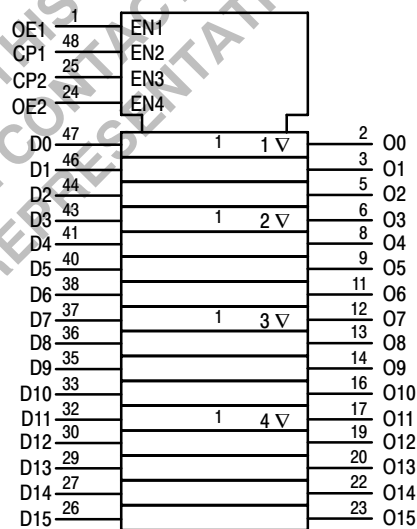 OE1 1 EN1
CP1 48 EN2
CP2 25 EN3
OE2 24 EN4
D0 47 1 1 ∇ 2 O0
D1 46 3 O1
D2 44 5 O2
D3 43 1 2 ∇ 6 O3
D4 41 8 O4
D5 40 9 O5
D6 38 11 O6
D7 37 1 3 ∇ 12 O7
D8 36 13 O8
D9 35 14 O9
D10 33 16 O10
D11 32 1 4 ∇ 17 O11
D12 30 19 O12
D13 29 20 O13
D14 27 22 O14
D15 26 23 O15
THIS
CONTACT
REPRESENTATI